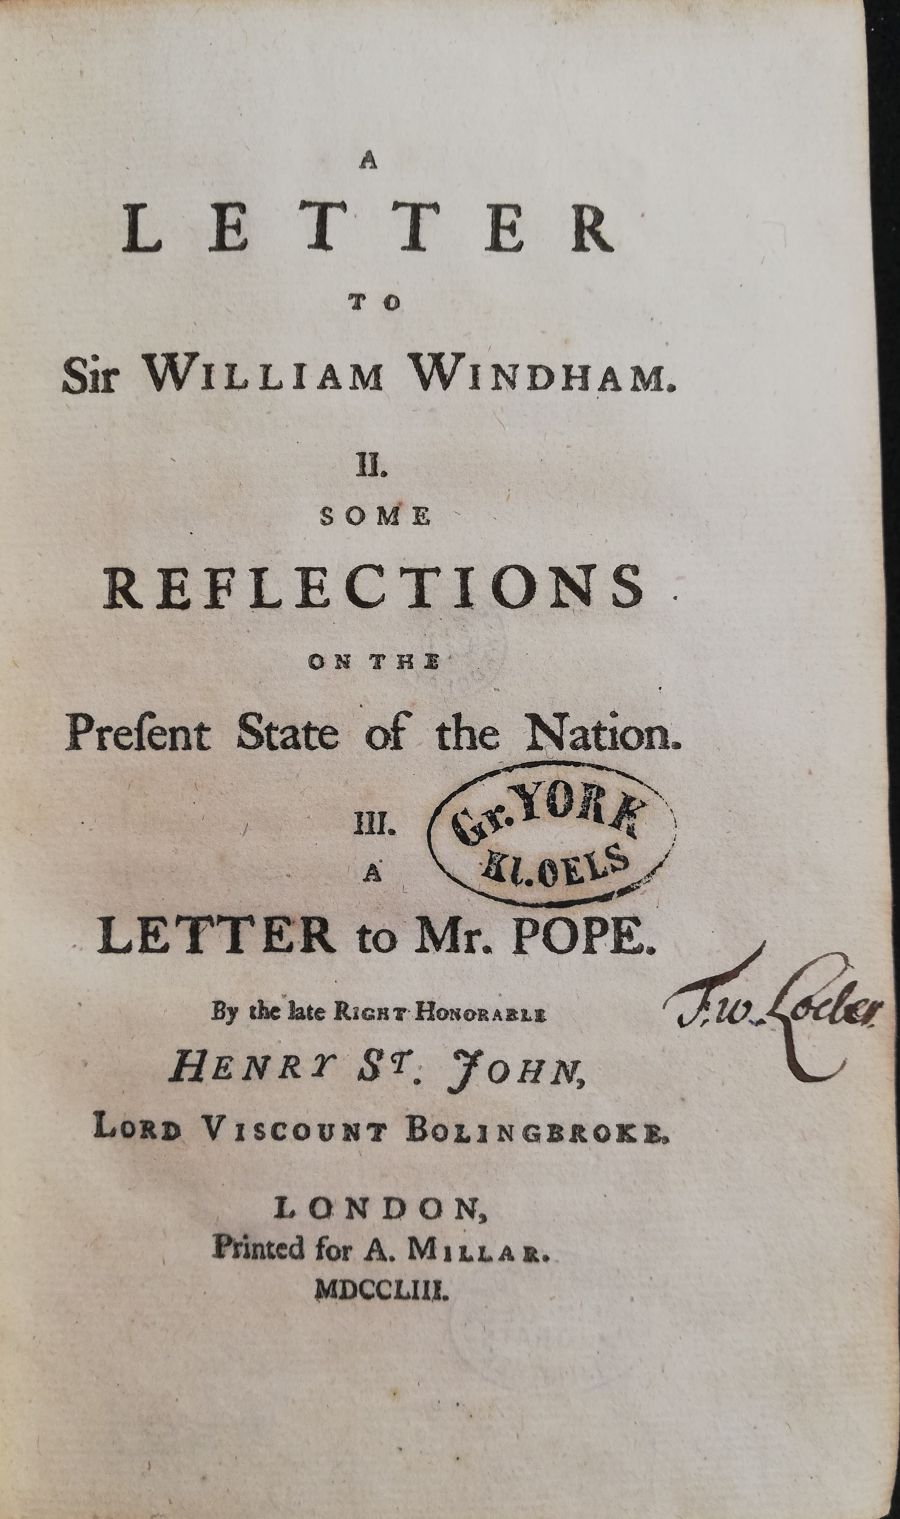 A
LETTER
TO
Sir WILLIAM WINDHAM.
II.
SOME
REFLECTIONS
ON THE
Preſent State of the Nation.
III.
A
LETTER to Mr. POPE.
By the late RIGHT HONORABLE
HENRY ST. JOHN,
LORD VISCOUNT BOLINGBROKE.
LONDON,
Printed for A. MILLAR.
MDCCLIII.
Gr. YORK
Kl. OELS
F. W. Loeber.